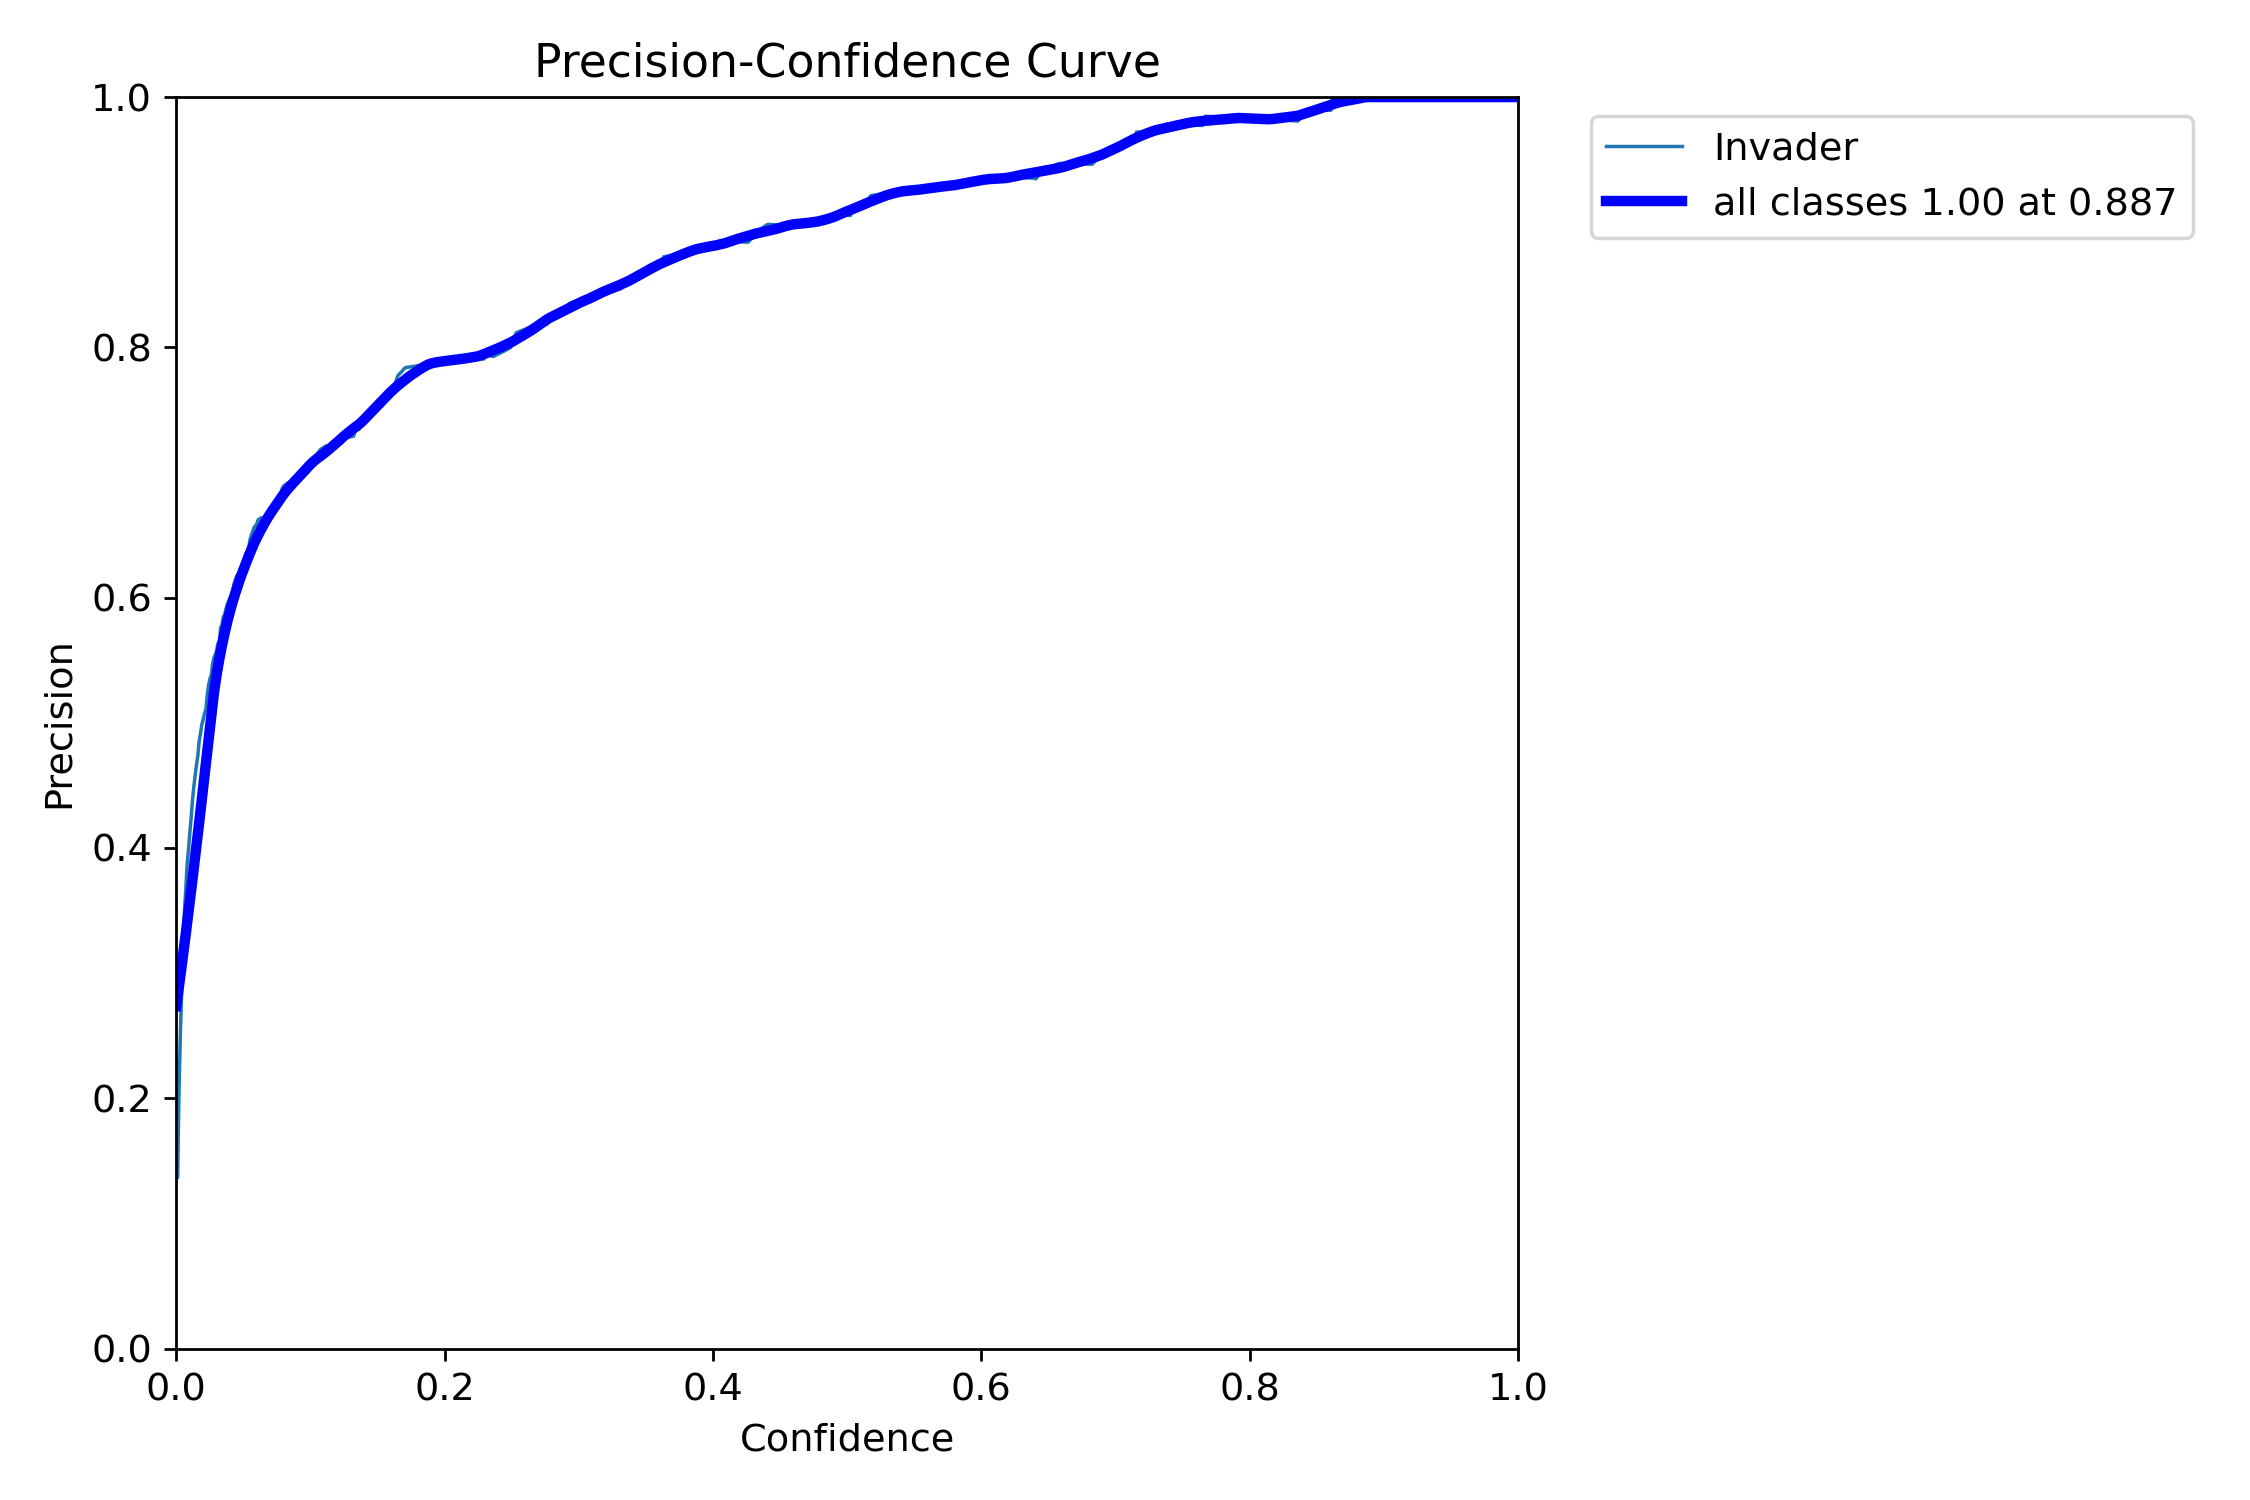 Precision-Confidence Curve
Invader
all classes 1.00 at 0.887
Precision
1.0
0.8
0.6
0.4
0.2
0.0
0.0 0.2 0.4 0.6 0.8 1.0
Confidence